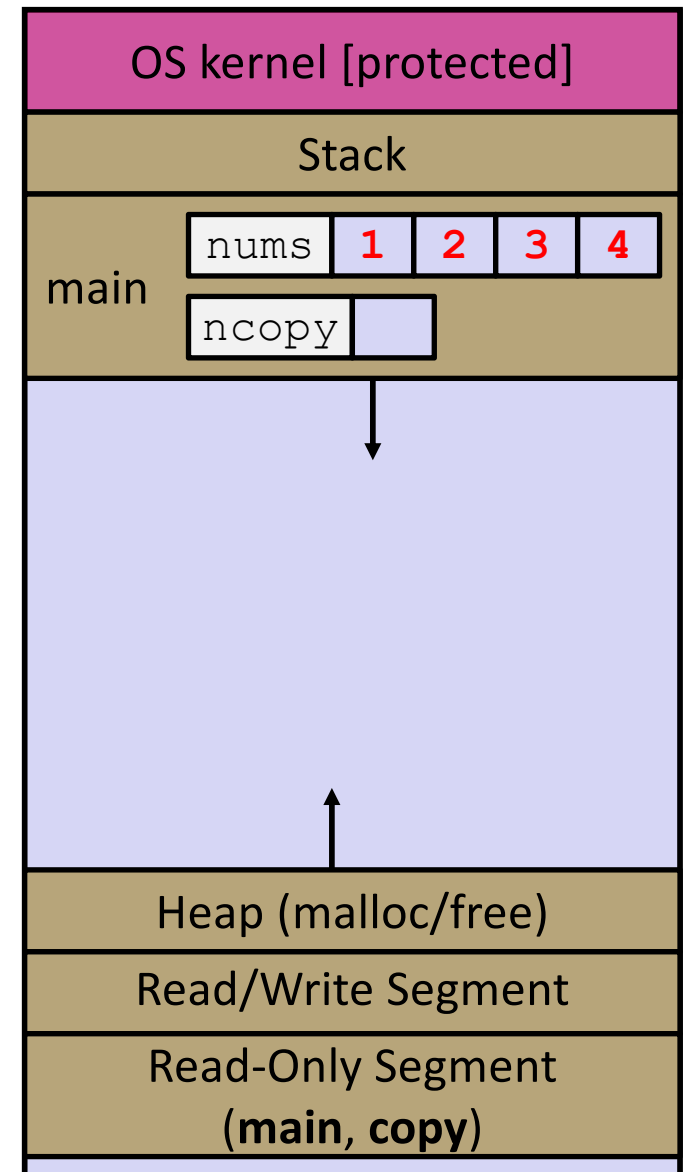 OS kernel [protected]
Stack
main
nums 1 2 3 4
ncopy
Heap (malloc/free)
Read/Write Segment
Read-Only Segment
(main, copy)